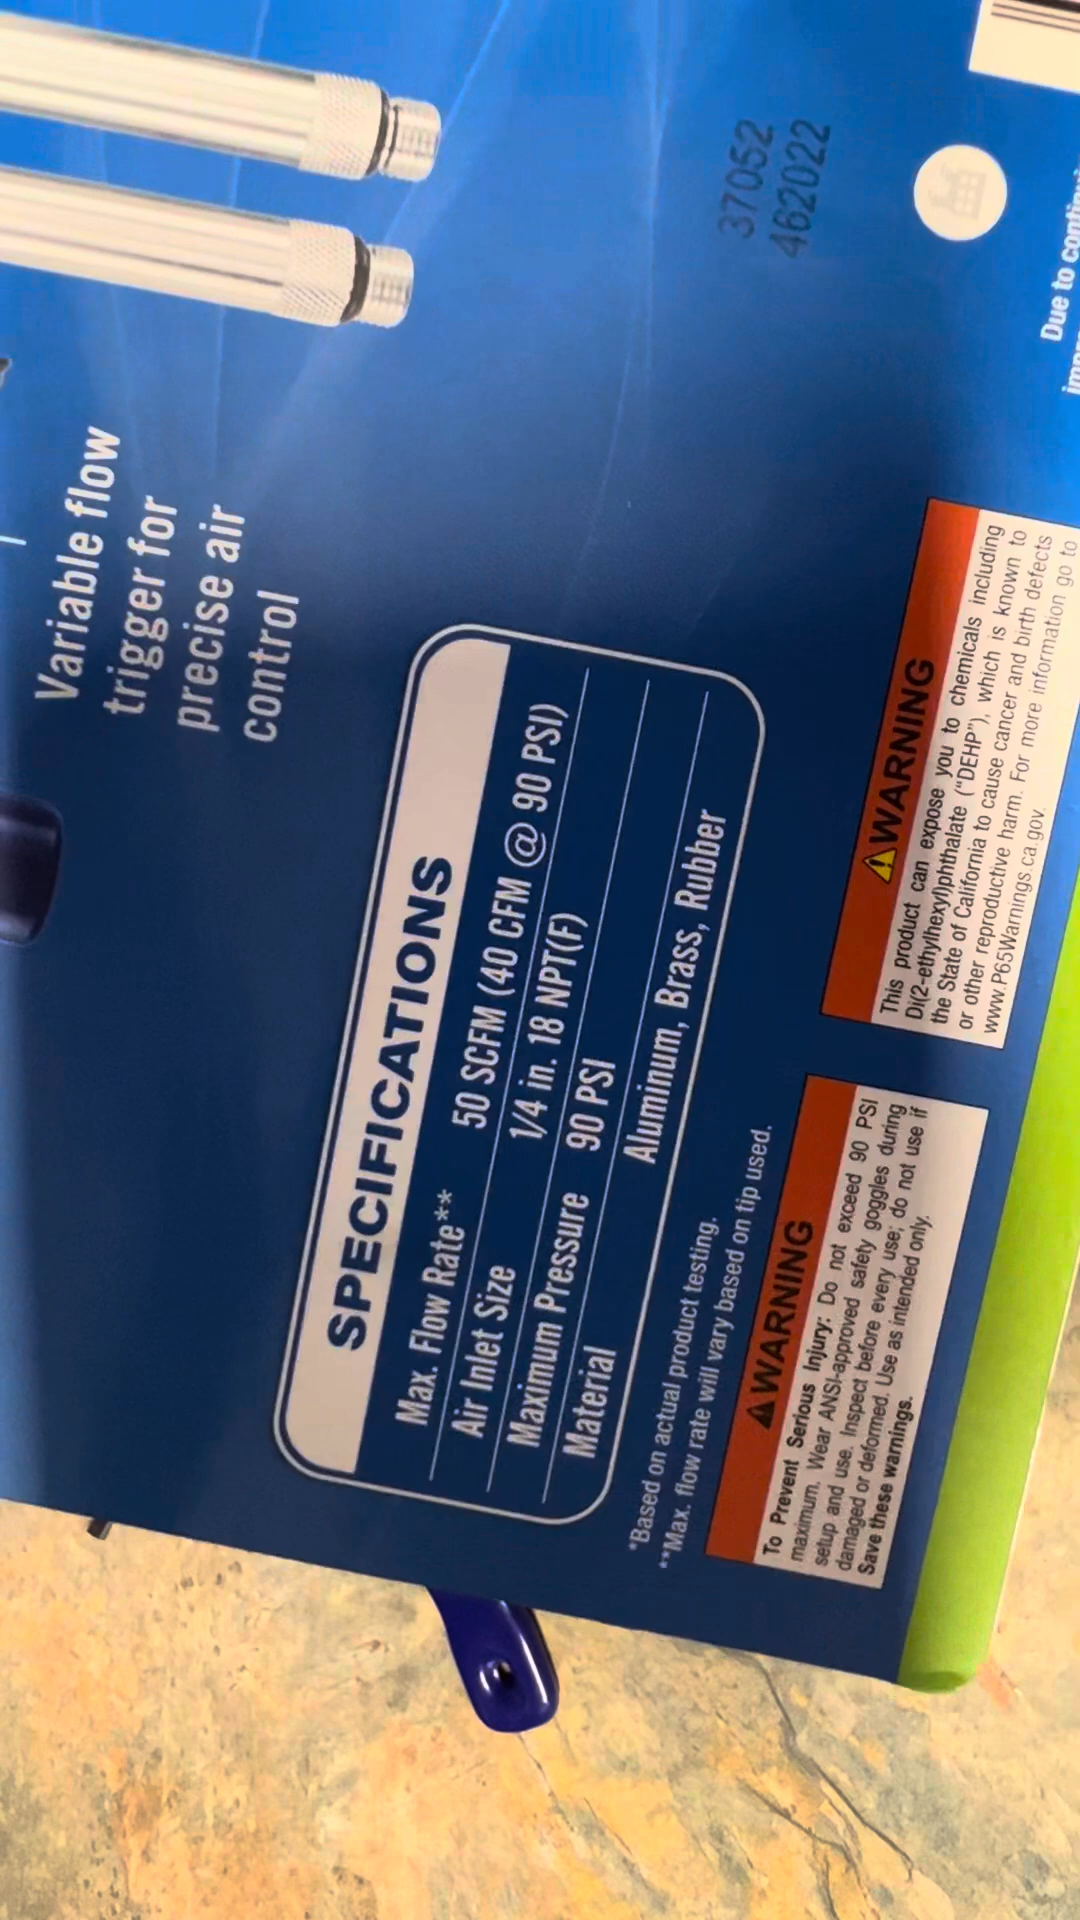 Variable flow
trigger for
precise air
control
37052
462022
SPECIFICATIONS
Max. Flow Rate** 50 SCFM (40 CFM @ 90 PSI)
Air Inlet Size 1/4 in. 18 NPT(F)
Maximum Pressure 90 PSI
Material Aluminum, Brass, Rubber
*Based on actual product testing.
**Max. flow rate will vary based on tip used.
⚠WARNING
To Prevent Serious Injury: Do not exceed 90 PSI
maximum. Wear ANSI-approved safety goggles during
setup and use. Inspect before every use; do not use if
damaged or deformed. Use as intended only.
Save these warnings.
⚠WARNING
This product can expose you to chemicals including
Di(2-ethylhexyl)phthalate ("DEHP"), which is known to
the State of California to cause cancer and birth defects
or other reproductive harm. For more information go to
www.P65Warnings.ca.gov.
Due to